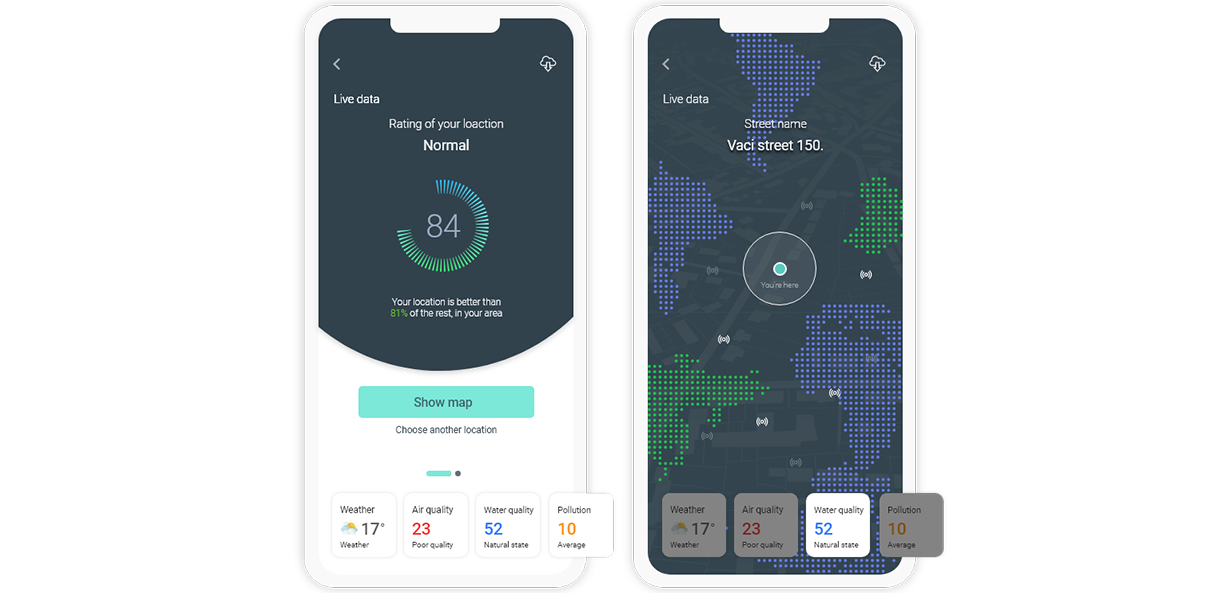 Live data
Rating of your loaction
Normal
84
Your location is better than
81% of the rest, in your area
Show map
Choose another location
Weather
17°
Weather
Air quality
23
Poor quality
Water quality
52
Natural state
Pollution
10
Average
Live data
Street name
Vaci street 150.
You're here
Weather
17°
Weather
Air quality
23
Poor quality
Water quality
52
Natural state
Pollution
10
Average